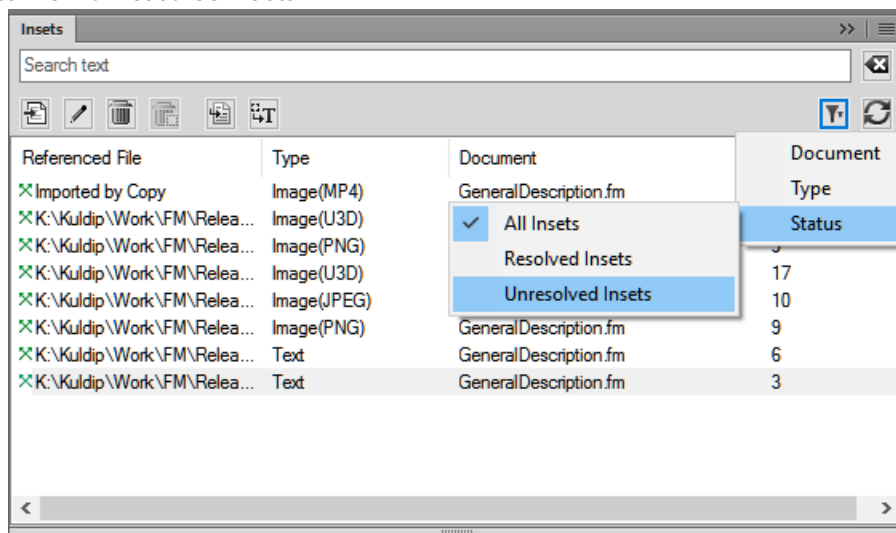 Insets
Search text
Referenced File Type Document
Document
Type
Status
All Insets
Resolved Insets
Unresolved Insets
Imported by Copy Image(MP4) GeneralDescription.fm
K:\Kuldip\Work\FM\Relea... Image(U3D)
K:\Kuldip\Work\FM\Relea... Image(PNG)
K:\Kuldip\Work\FM\Relea... Image(U3D) 17
K:\Kuldip\Work\FM\Relea... Image(JPEG) 10
K:\Kuldip\Work\FM\Relea... Image(PNG) GeneralDescription.fm 9
K:\Kuldip\Work\FM\Relea... Text GeneralDescription.fm 6
K:\Kuldip\Work\FM\Relea... Text GeneralDescription.fm 3